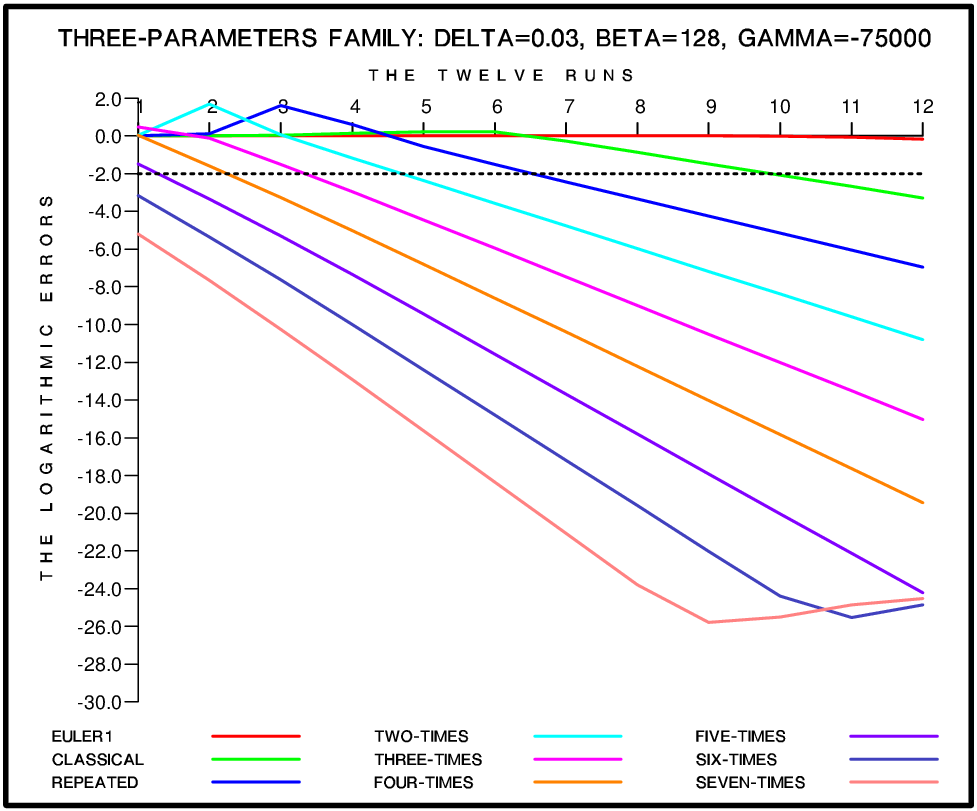 THREE-PARAMETERS FAMILY: DELTA=0.03, BETA=128, GAMMA=-75000
THE TWELVE RUNS
1 2 3 4 5 6 7 8 9 10 11 12
2.0
0.0
-2.0
-4.0
-6.0
-8.0
-10.0
-12.0
-14.0
-16.0
-18.0
-20.0
-22.0
-24.0
-26.0
-28.0
-30.0
THE LOGARITHMIC ERRORS
EULER1 TWO-TIMES FIVE-TIMES
CLASSICAL THREE-TIMES SIX-TIMES
REPEATED FOUR-TIMES SEVEN-TIMES